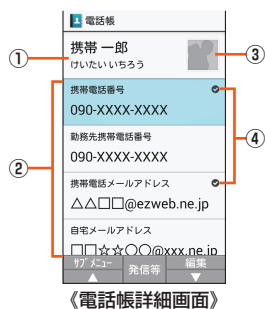 電話帳
① 携帯 一郎 ③
けいたい いちろう
携帯電話番号
090-XXXX-XXXX
勤務先携帯電話番号 ④
② 090-XXXX-XXXX
携帯電話メールアドレス
△△□□@ezweb.ne.jp
自宅メールアドレス
□□☆☆○○@xxx.ne.jp
ｻﾌﾞﾒﾆｭｰ 発信等 編集
《電話帳詳細画面》